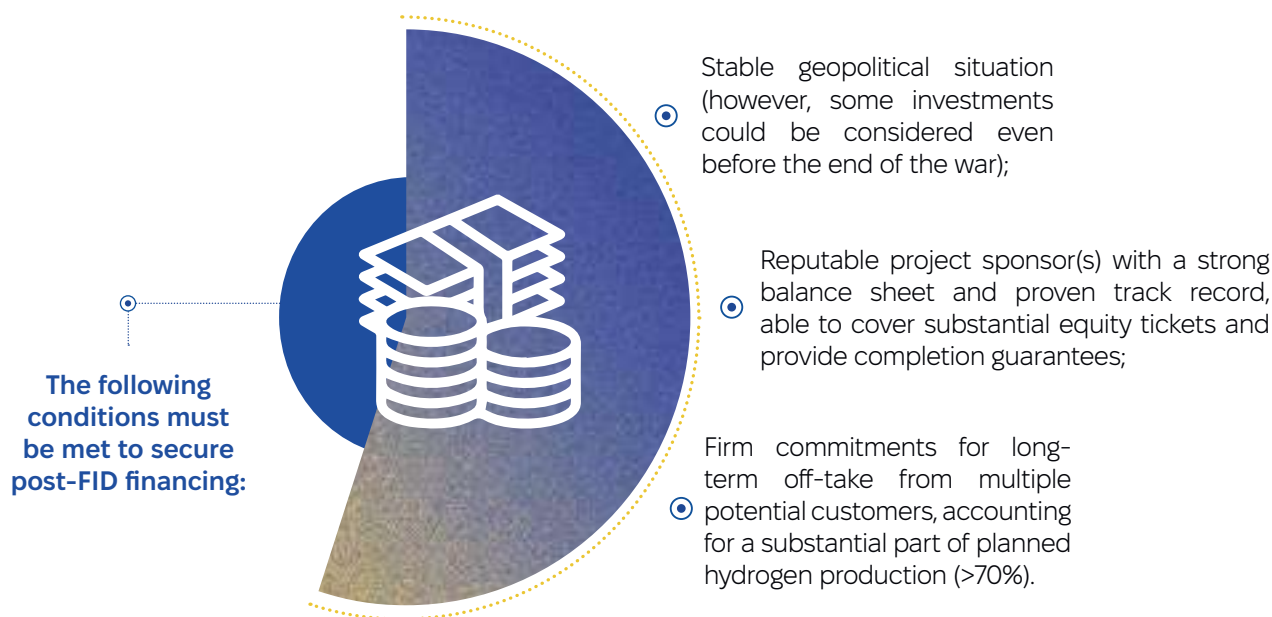 The following
conditions must
be met to secure
post-FID financing:
Stable geopolitical situation
(however, some investments
could be considered even
before the end of the war);
Reputable project sponsor(s) with a strong
balance sheet and proven track record,
able to cover substantial equity tickets and
provide completion guarantees;
Firm commitments for long-
term off-take from multiple
potential customers, accounting
for a substantial part of planned
hydrogen production (>70%).